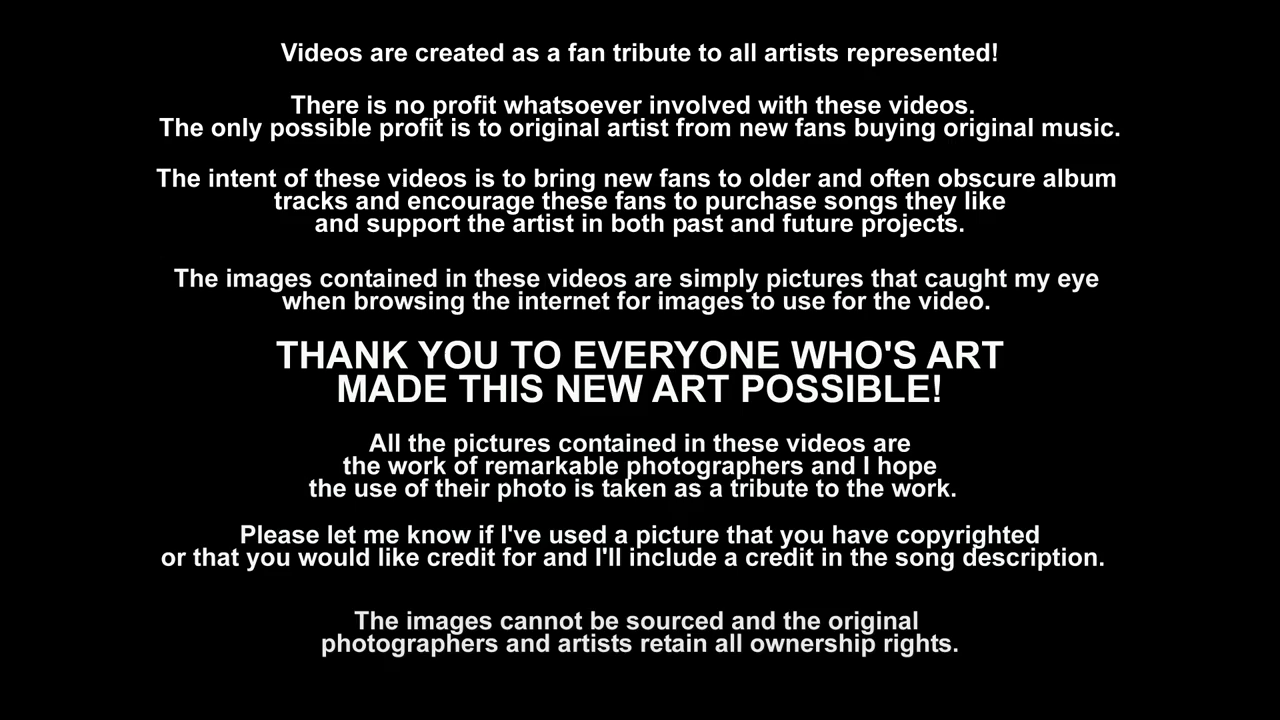 Videos are created as a fan tribute to all artists represented!
There is no profit whatsoever involved with these videos.
The only possible profit is to original artist from new fans buying original music.
The intent of these videos is to bring new fans to older and often obscure album
tracks and encourage these fans to purchase songs they like
and support the artist in both past and future projects.
The images contained in these videos are simply pictures that caught my eye
when browsing the internet for images to use for the video.
THANK YOU TO EVERYONE WHO'S ART
MADE THIS NEW ART POSSIBLE!
All the pictures contained in these videos are
the work of remarkable photographers and I hope
the use of their photo is taken as a tribute to the work.
Please let me know if I've used a picture that you have copyrighted
or that you would like credit for and I'll include a credit in the song description.
The images cannot be sourced and the original
photographers and artists retain all ownership rights.